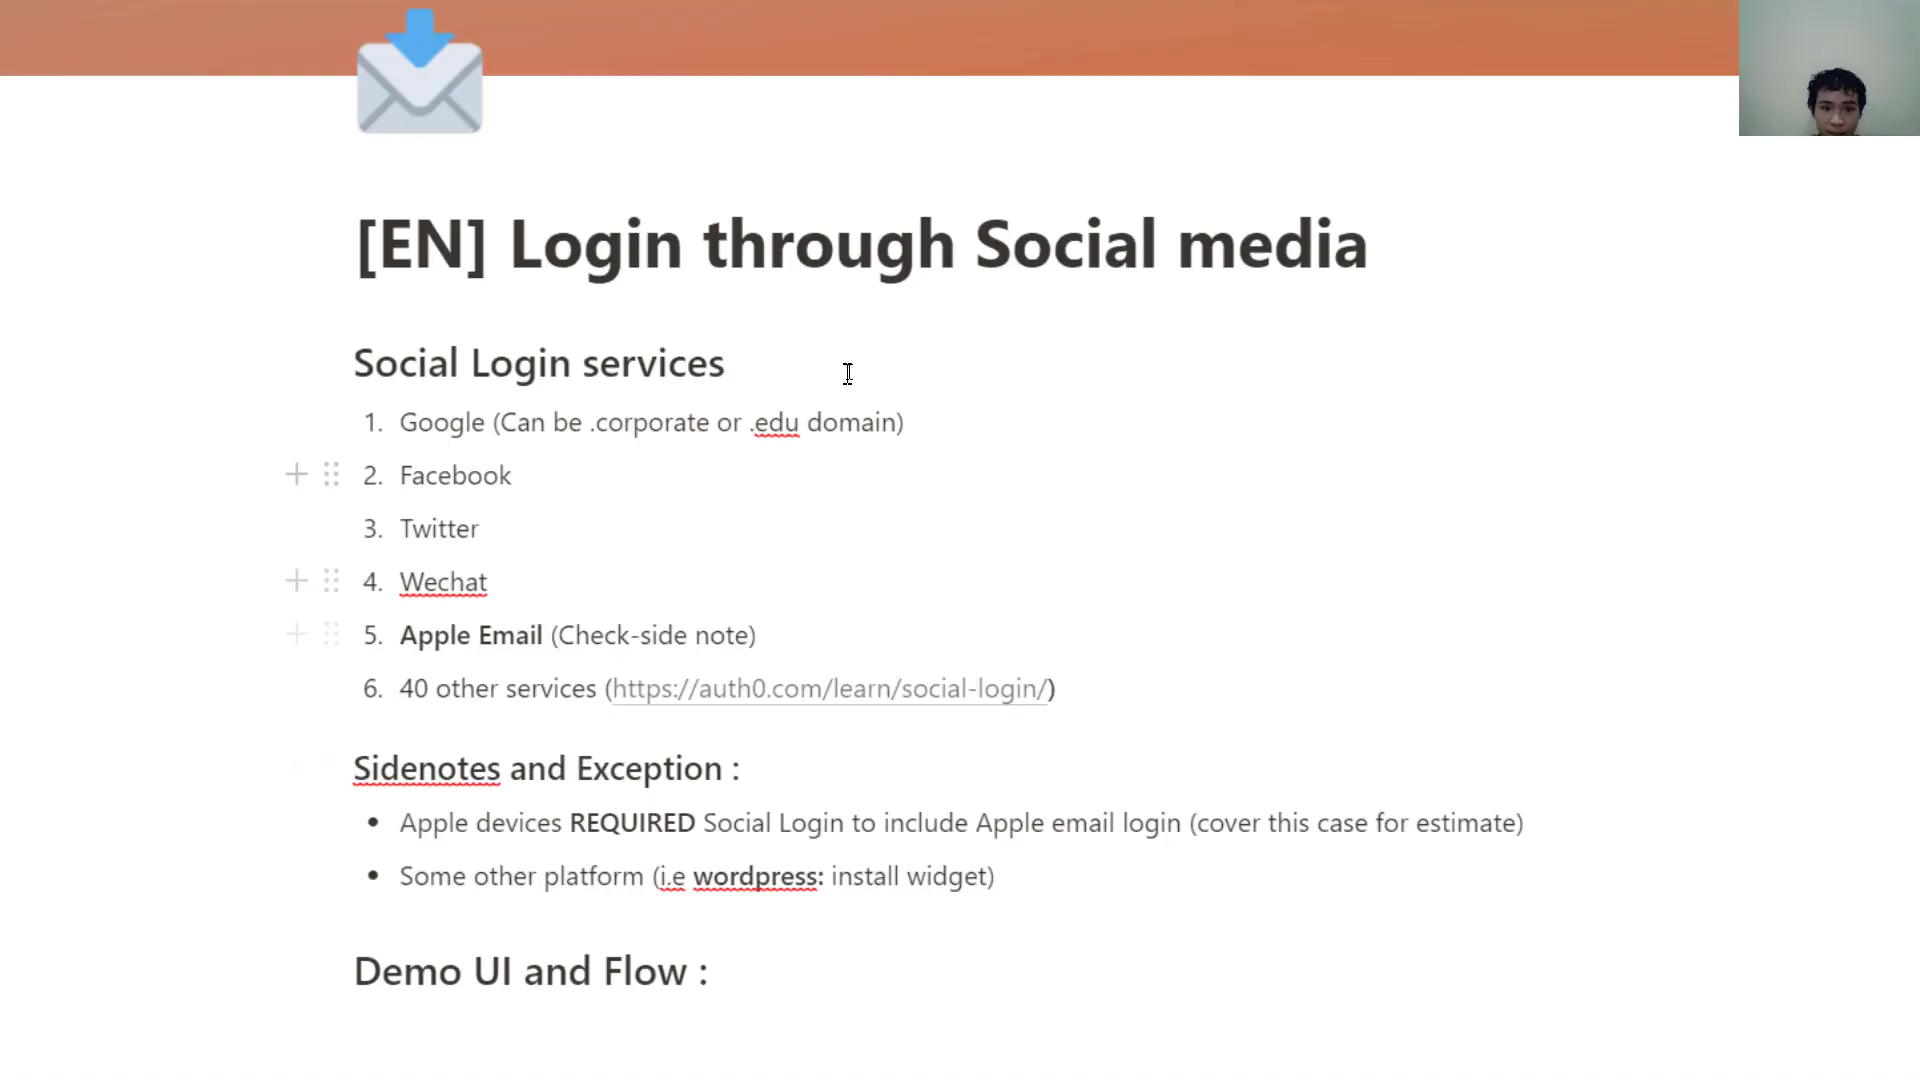 [EN] Login through Social media
Social Login services
1. Google (Can be .corporate or .edu domain)
2. Facebook
3. Twitter
4. Wechat
5. Apple Email (Check-side note)
6. 40 other services (https://auth0.com/learn/social-login/)
Sidenotes and Exception :
• Apple devices REQUIRED Social Login to include Apple email login (cover this case for estimate)
• Some other platform (i.e wordpress: install widget)
Demo UI and Flow :